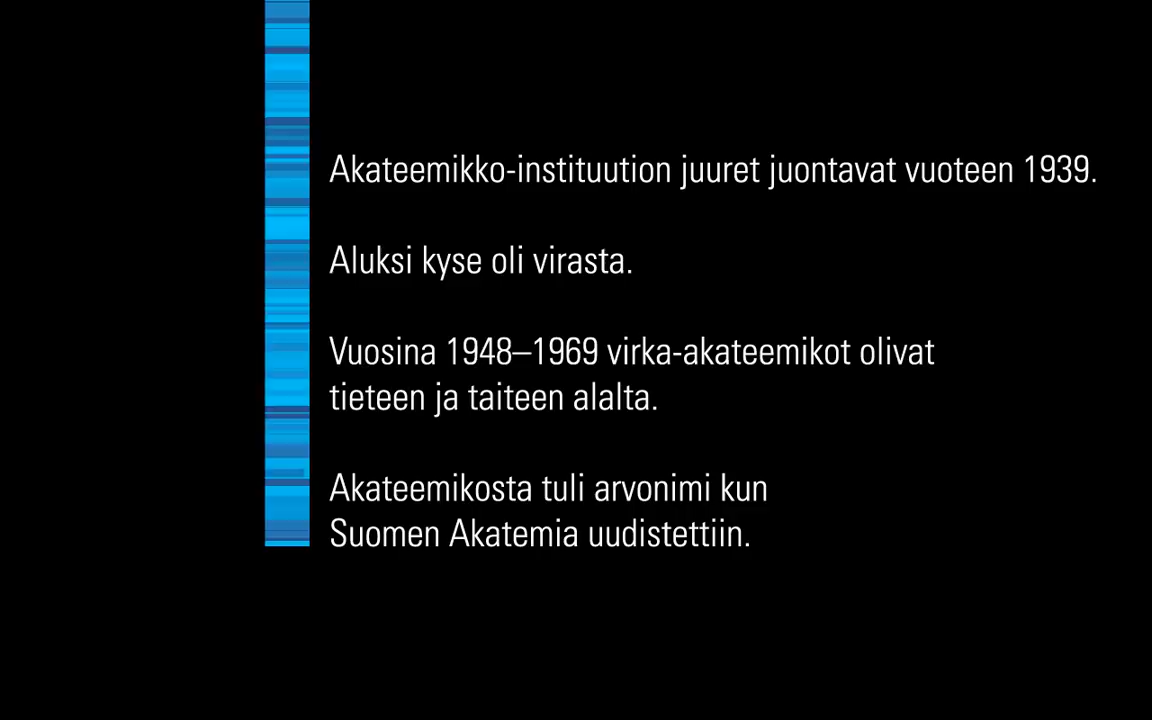 Akateemikko-instituution juuret juontavat vuoteen 1939.
Aluksi kyse oli virasta.
Vuosina 1948–1969 virka-akateemikot olivat
tieteen ja taiteen alalta.
Akateemikosta tuli arvonimi kun
Suomen Akatemia uudistettiin.